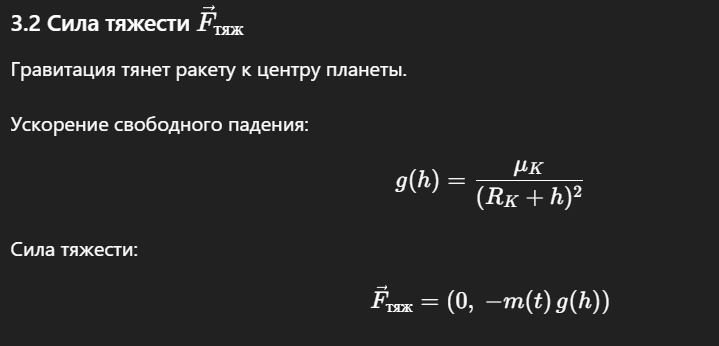 3.2 Сила тяжести $\vec{F}_{\text{тяж}}$
Гравитация тянет ракету к центру планеты.
Ускорение свободного падения:
$g(h) = \frac{\mu_K}{(R_K + h)^2}$
Сила тяжести:
$\vec{F}_{\text{тяж}} = (0, \, -m(t) \, g(h))$